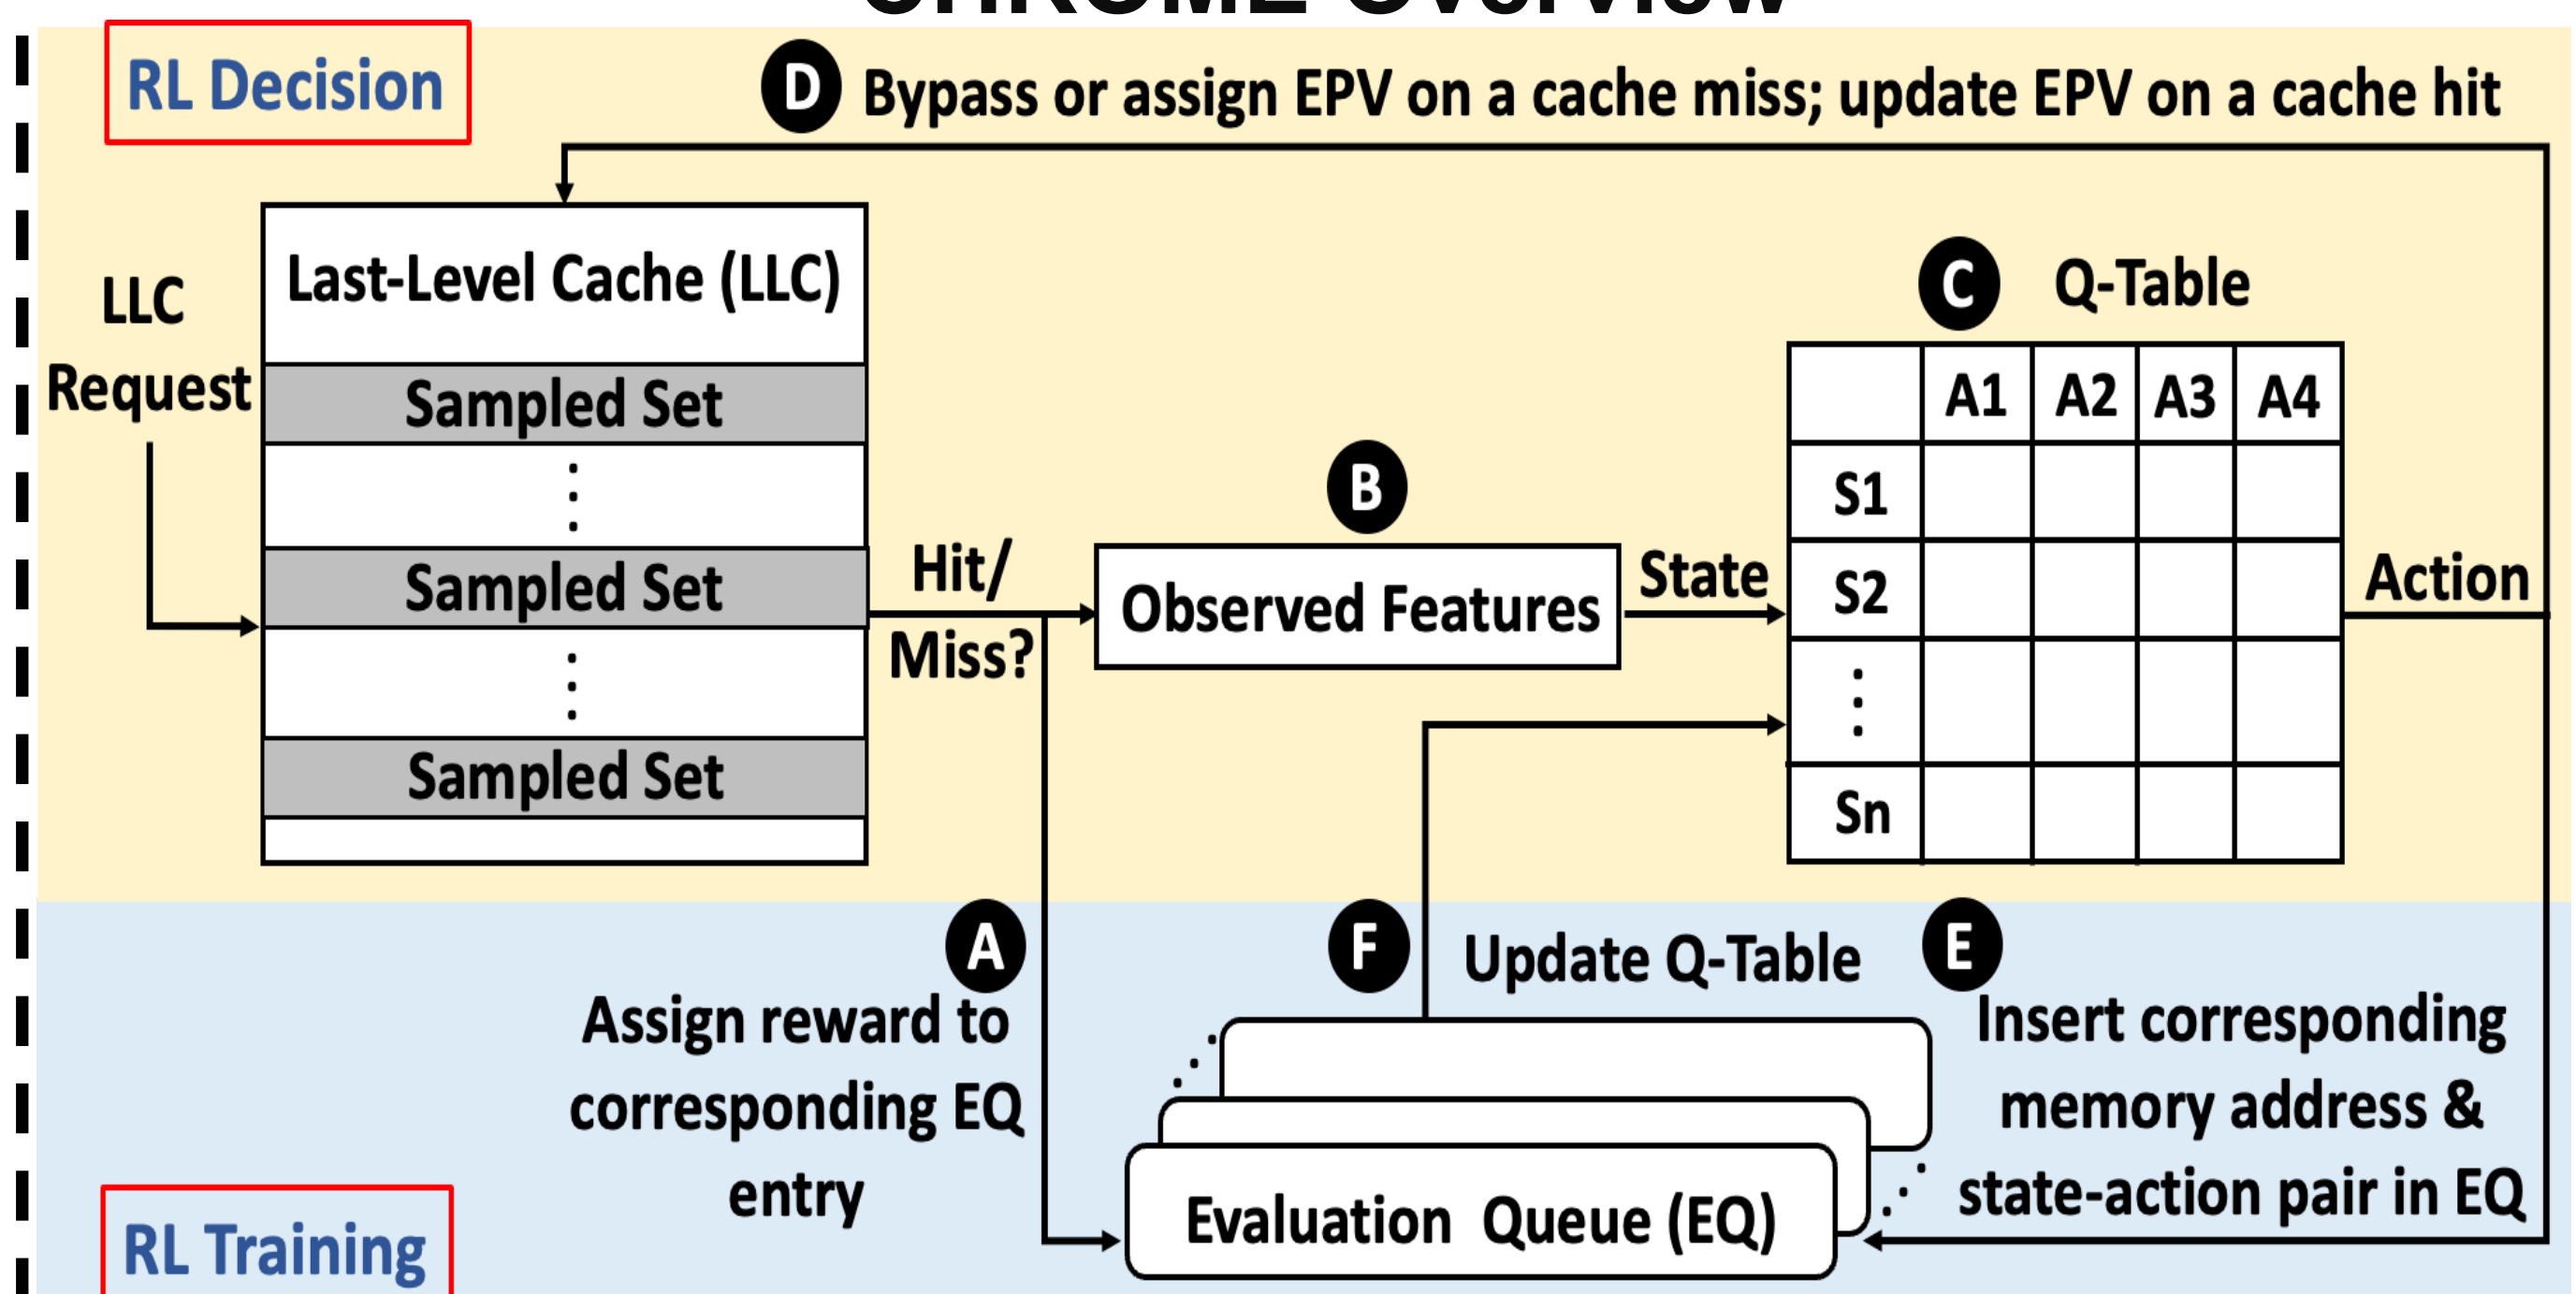 CHROME Overview
RL Decision
D Bypass or assign EPV on a cache miss; update EPV on a cache hit
LLC
Request
Last-Level Cache (LLC)
Sampled Set
Sampled Set
Sampled Set
Hit/
Miss?
B
Observed Features
State
C Q-Table
A1 A2 A3 A4
S1
S2
Sn
Action
A
Assign reward to
corresponding EQ
entry
F Update Q-Table
E
Insert corresponding
memory address &
state-action pair in EQ
Evaluation Queue (EQ)
RL Training